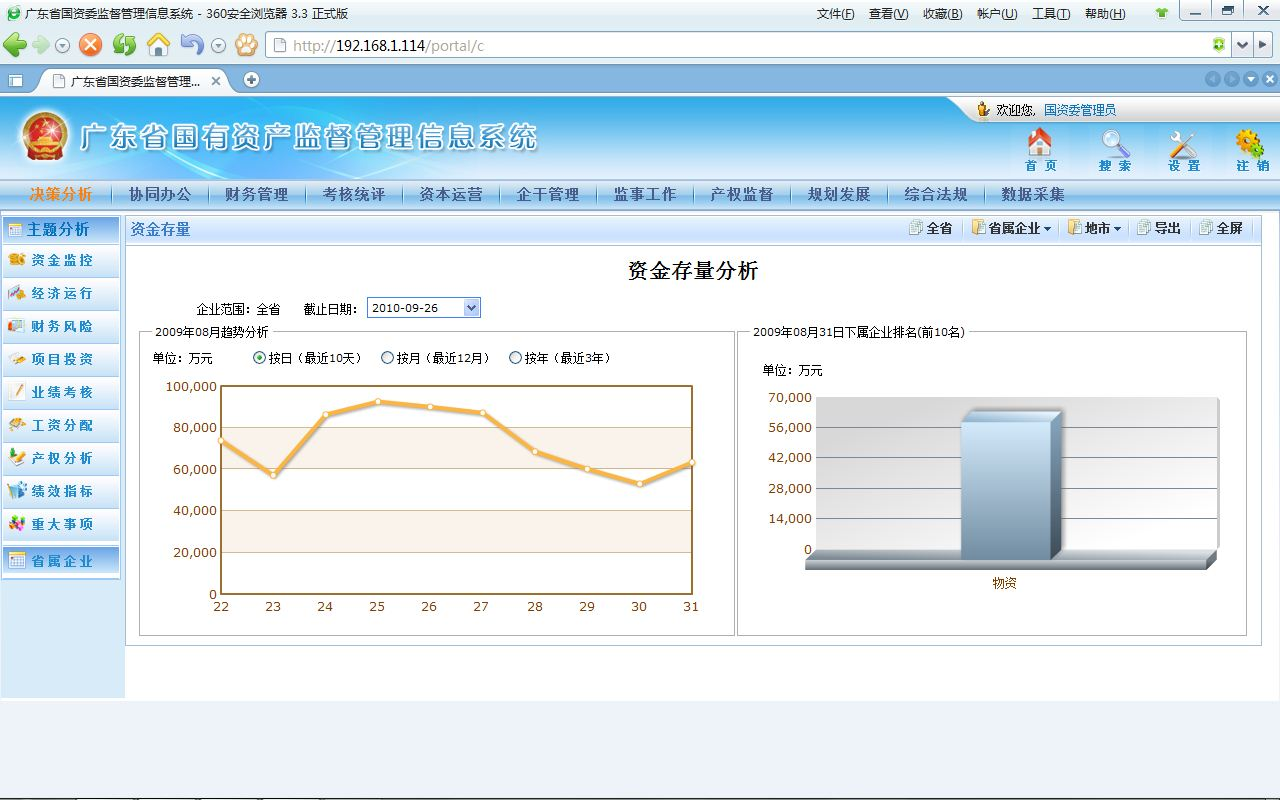 广东省国资委监督管理信息系统 - 360安全浏览器 3.3 正式版
文件(F) 查看(V) 收藏(B) 帐户(U) 工具(T) 帮助(H)
http://192.168.1.114/portal/c
广东省国资委监督管理...
欢迎您, 国资委管理员
广东省国有资产监督管理信息系统
首页 搜索 设置 注销
决策分析 协同办公 财务管理 考核统评 资本运营 企干管理 监事工作 产权监督 规划发展 综合法规 数据采集
主题分析
资金监控
经济运行
财务风险
项目投资
业绩考核
工资分配
产权分析
绩效指标
重大事项
省属企业
资金存量
全省 省属企业 地市 导出 全屏
资金存量分析
企业范围：全省 截止日期： 2010-09-26
2009年08月趋势分析
单位：万元 按日（最近10天） 按月（最近12月） 按年（最近3年）
100,000
80,000
60,000
40,000
20,000
0
22 23 24 25 26 27 28 29 30 31
2009年08月31日下属企业排名(前10名)
单位：万元
70,000
56,000
42,000
28,000
14,000
0
物资